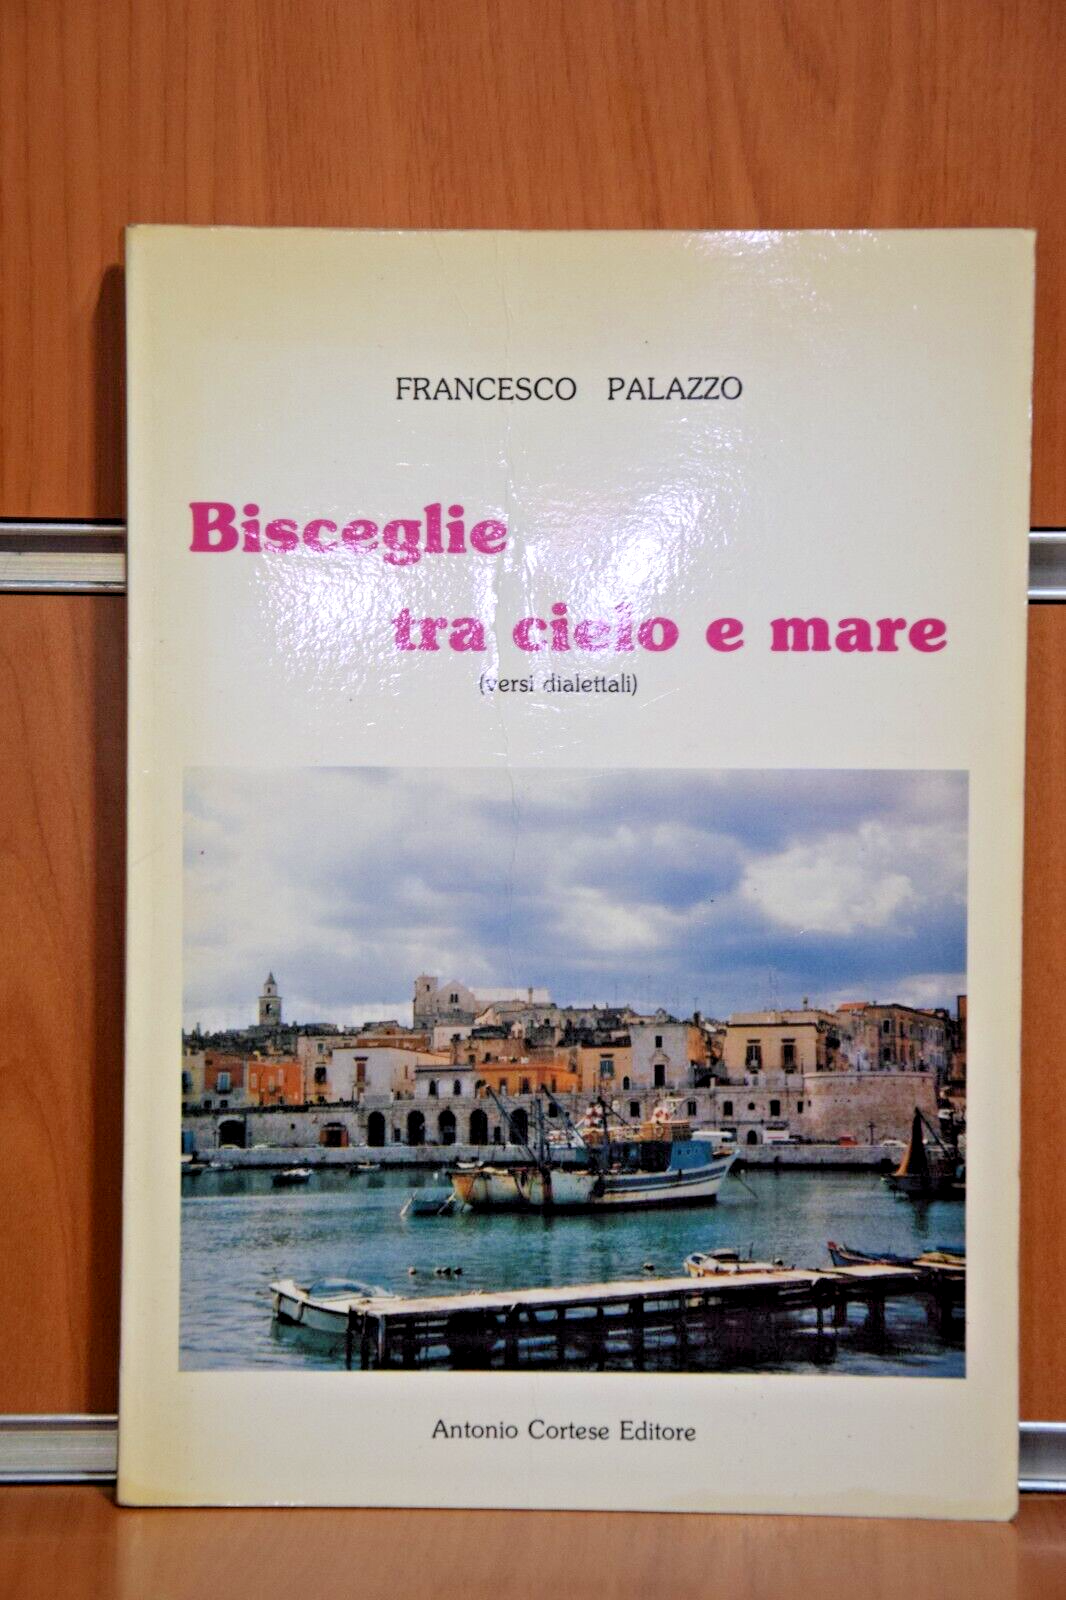 FRANCESCO PALAZZO
Bisceglie
tra cielo e mare
(versi dialettali)
Antonio Cortese Editore